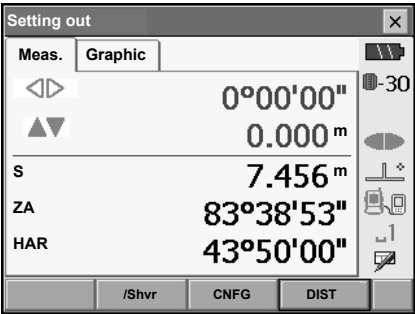 Setting out
Meas. Graphic
0°00'00"
0.000 m
S 7.456 m
ZA 83°38'53"
HAR 43°50'00"
-30
1
/Shvr CNFG DIST